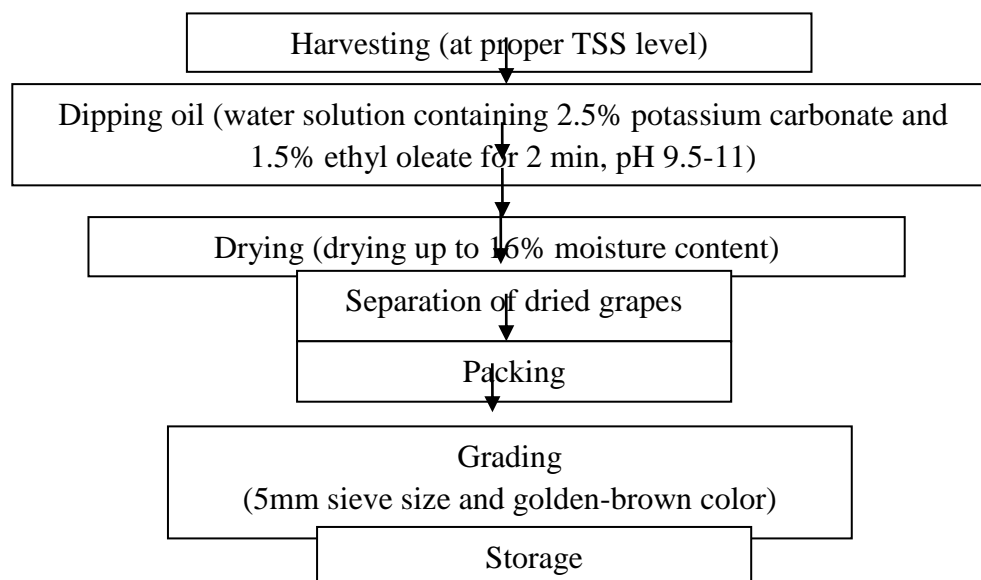 Harvesting (at proper TSS level)
Dipping oil (water solution containing 2.5% potassium carbonate and
1.5% ethyl oleate for 2 min, pH 9.5-11)
Drying (drying up to 16% moisture content)
Separation of dried grapes
Packing
Grading
(5mm sieve size and golden-brown color)
Storage